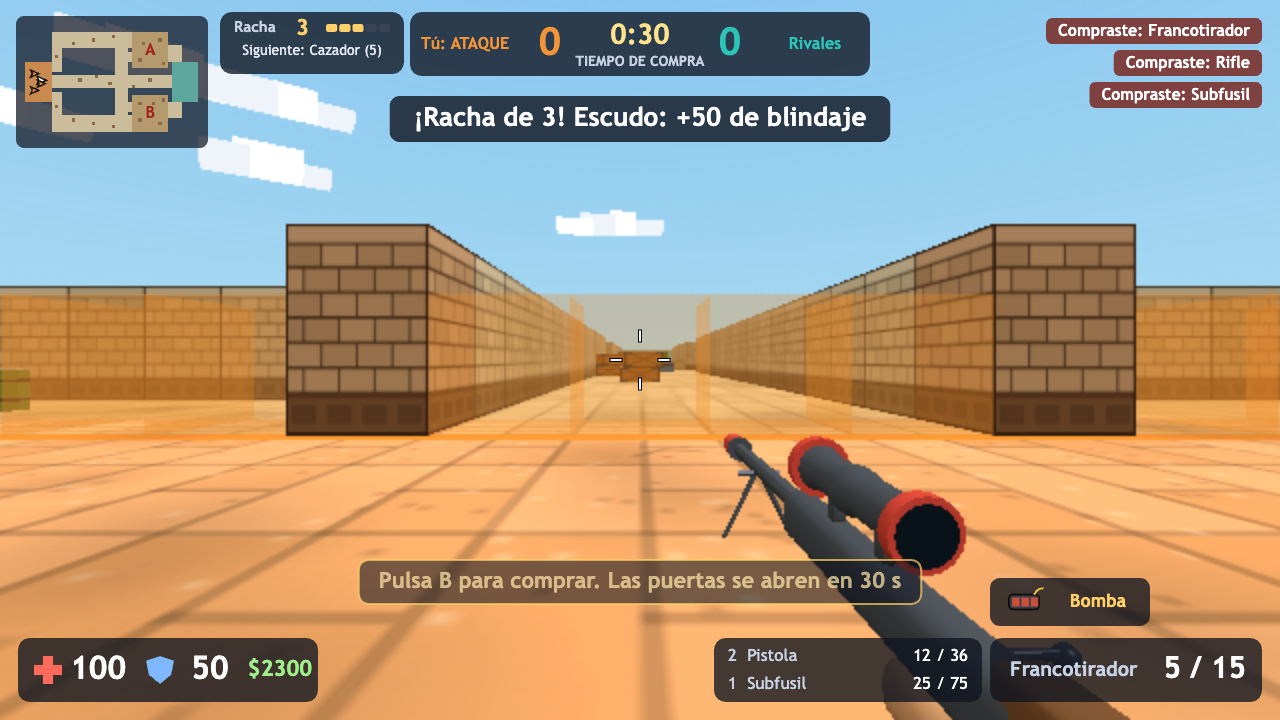 A
B
Racha 3
Siguiente: Cazador (5)
Tú: ATAQUE 0 0:30 0 Rivales
TIEMPO DE COMPRA
Compraste: Francotirador
Compraste: Rifle
Compraste: Subfusil
¡Racha de 3! Escudo: +50 de blindaje
Pulsa B para comprar. Las puertas se abren en 30 s
Bomba
100 50 $2300
2 Pistola 12 / 36
1 Subfusil 25 / 75
Francotirador 5 / 15